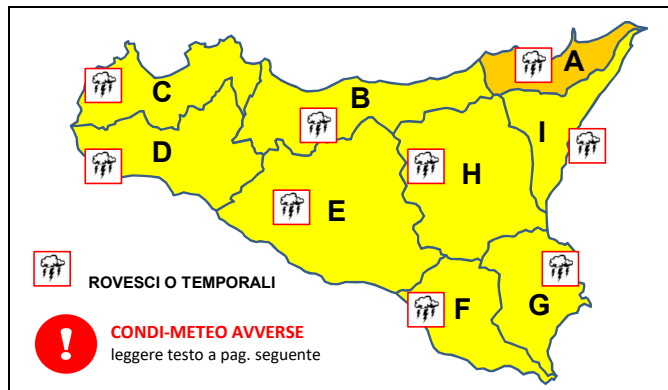 A
C
B
I
D
H
E
F
G
ROVESCI O TEMPORALI
!
CONDI-METEO AVVERSE
leggere testo a pag. seguente